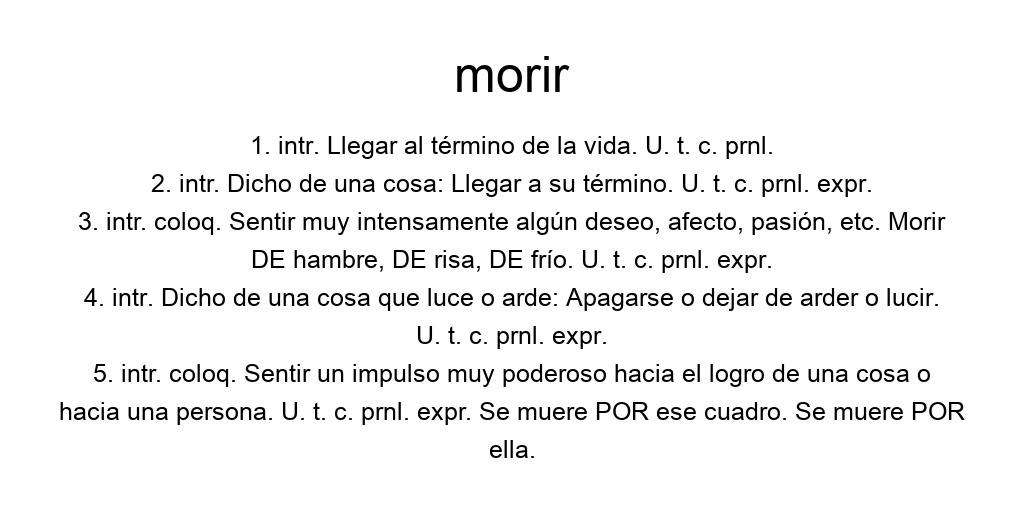 morir
1. intr. Llegar al término de la vida. U. t. c. prnl.
2. intr. Dicho de una cosa: Llegar a su término. U. t. c. prnl. expr.
3. intr. coloq. Sentir muy intensamente algún deseo, afecto, pasión, etc. Morir
DE hambre, DE risa, DE frío. U. t. c. prnl. expr.
4. intr. Dicho de una cosa que luce o arde: Apagarse o dejar de arder o lucir.
U. t. c. prnl. expr.
5. intr. coloq. Sentir un impulso muy poderoso hacia el logro de una cosa o
hacia una persona. U. t. c. prnl. expr. Se muere POR ese cuadro. Se muere POR
ella.